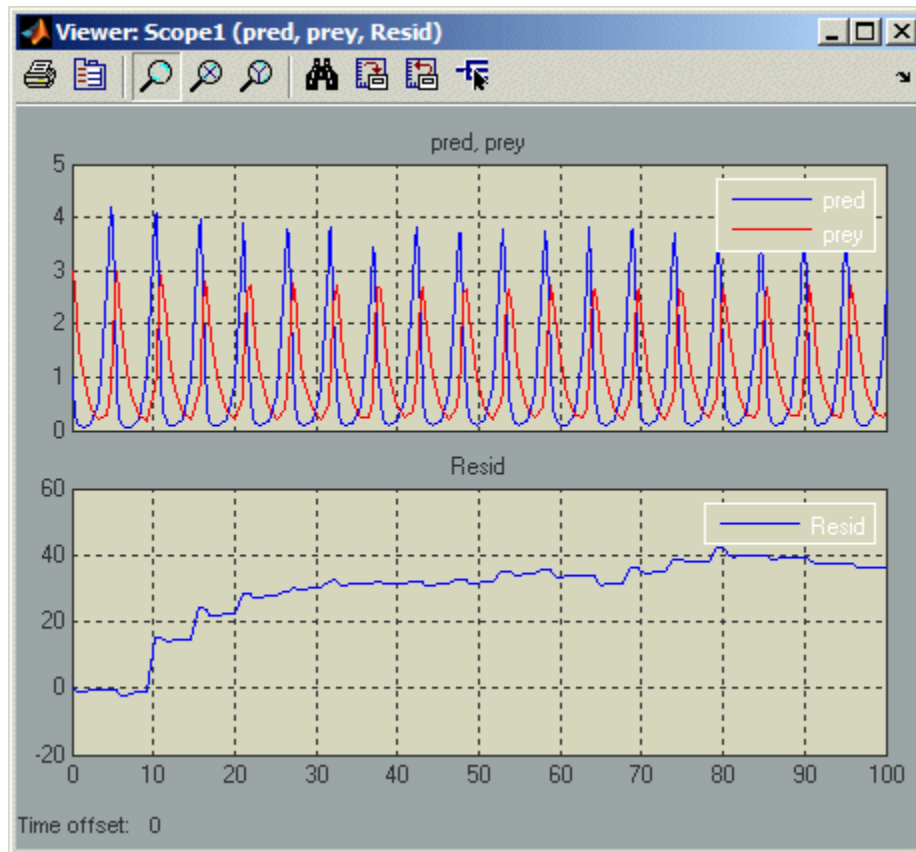 Viewer: Scope1 (pred, prey, Resid)
pred, prey
5
4
3
2
1
0
pred
prey
Resid
60
40
20
0
-20
Resid
0 10 20 30 40 50 60 70 80 90 100
Time offset: 0